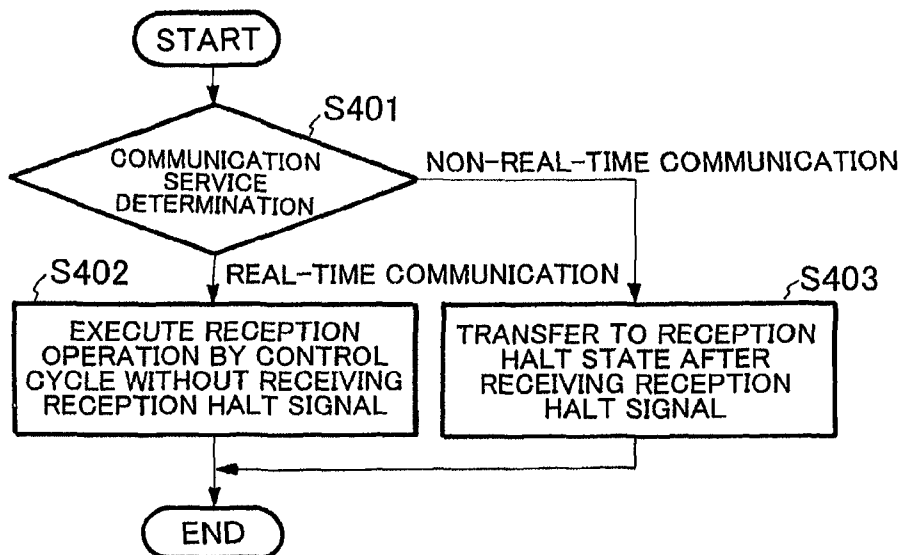 START
S401
COMMUNICATION
SERVICE
DETERMINATION
NON-REAL-TIME COMMUNICATION
S402
REAL-TIME COMMUNICATION
S403
EXECUTE RECEPTION
OPERATION BY CONTROL
CYCLE WITHOUT RECEIVING
RECEPTION HALT SIGNAL
TRANSFER TO RECEPTION
HALT STATE AFTER
RECEIVING RECEPTION
HALT SIGNAL
END